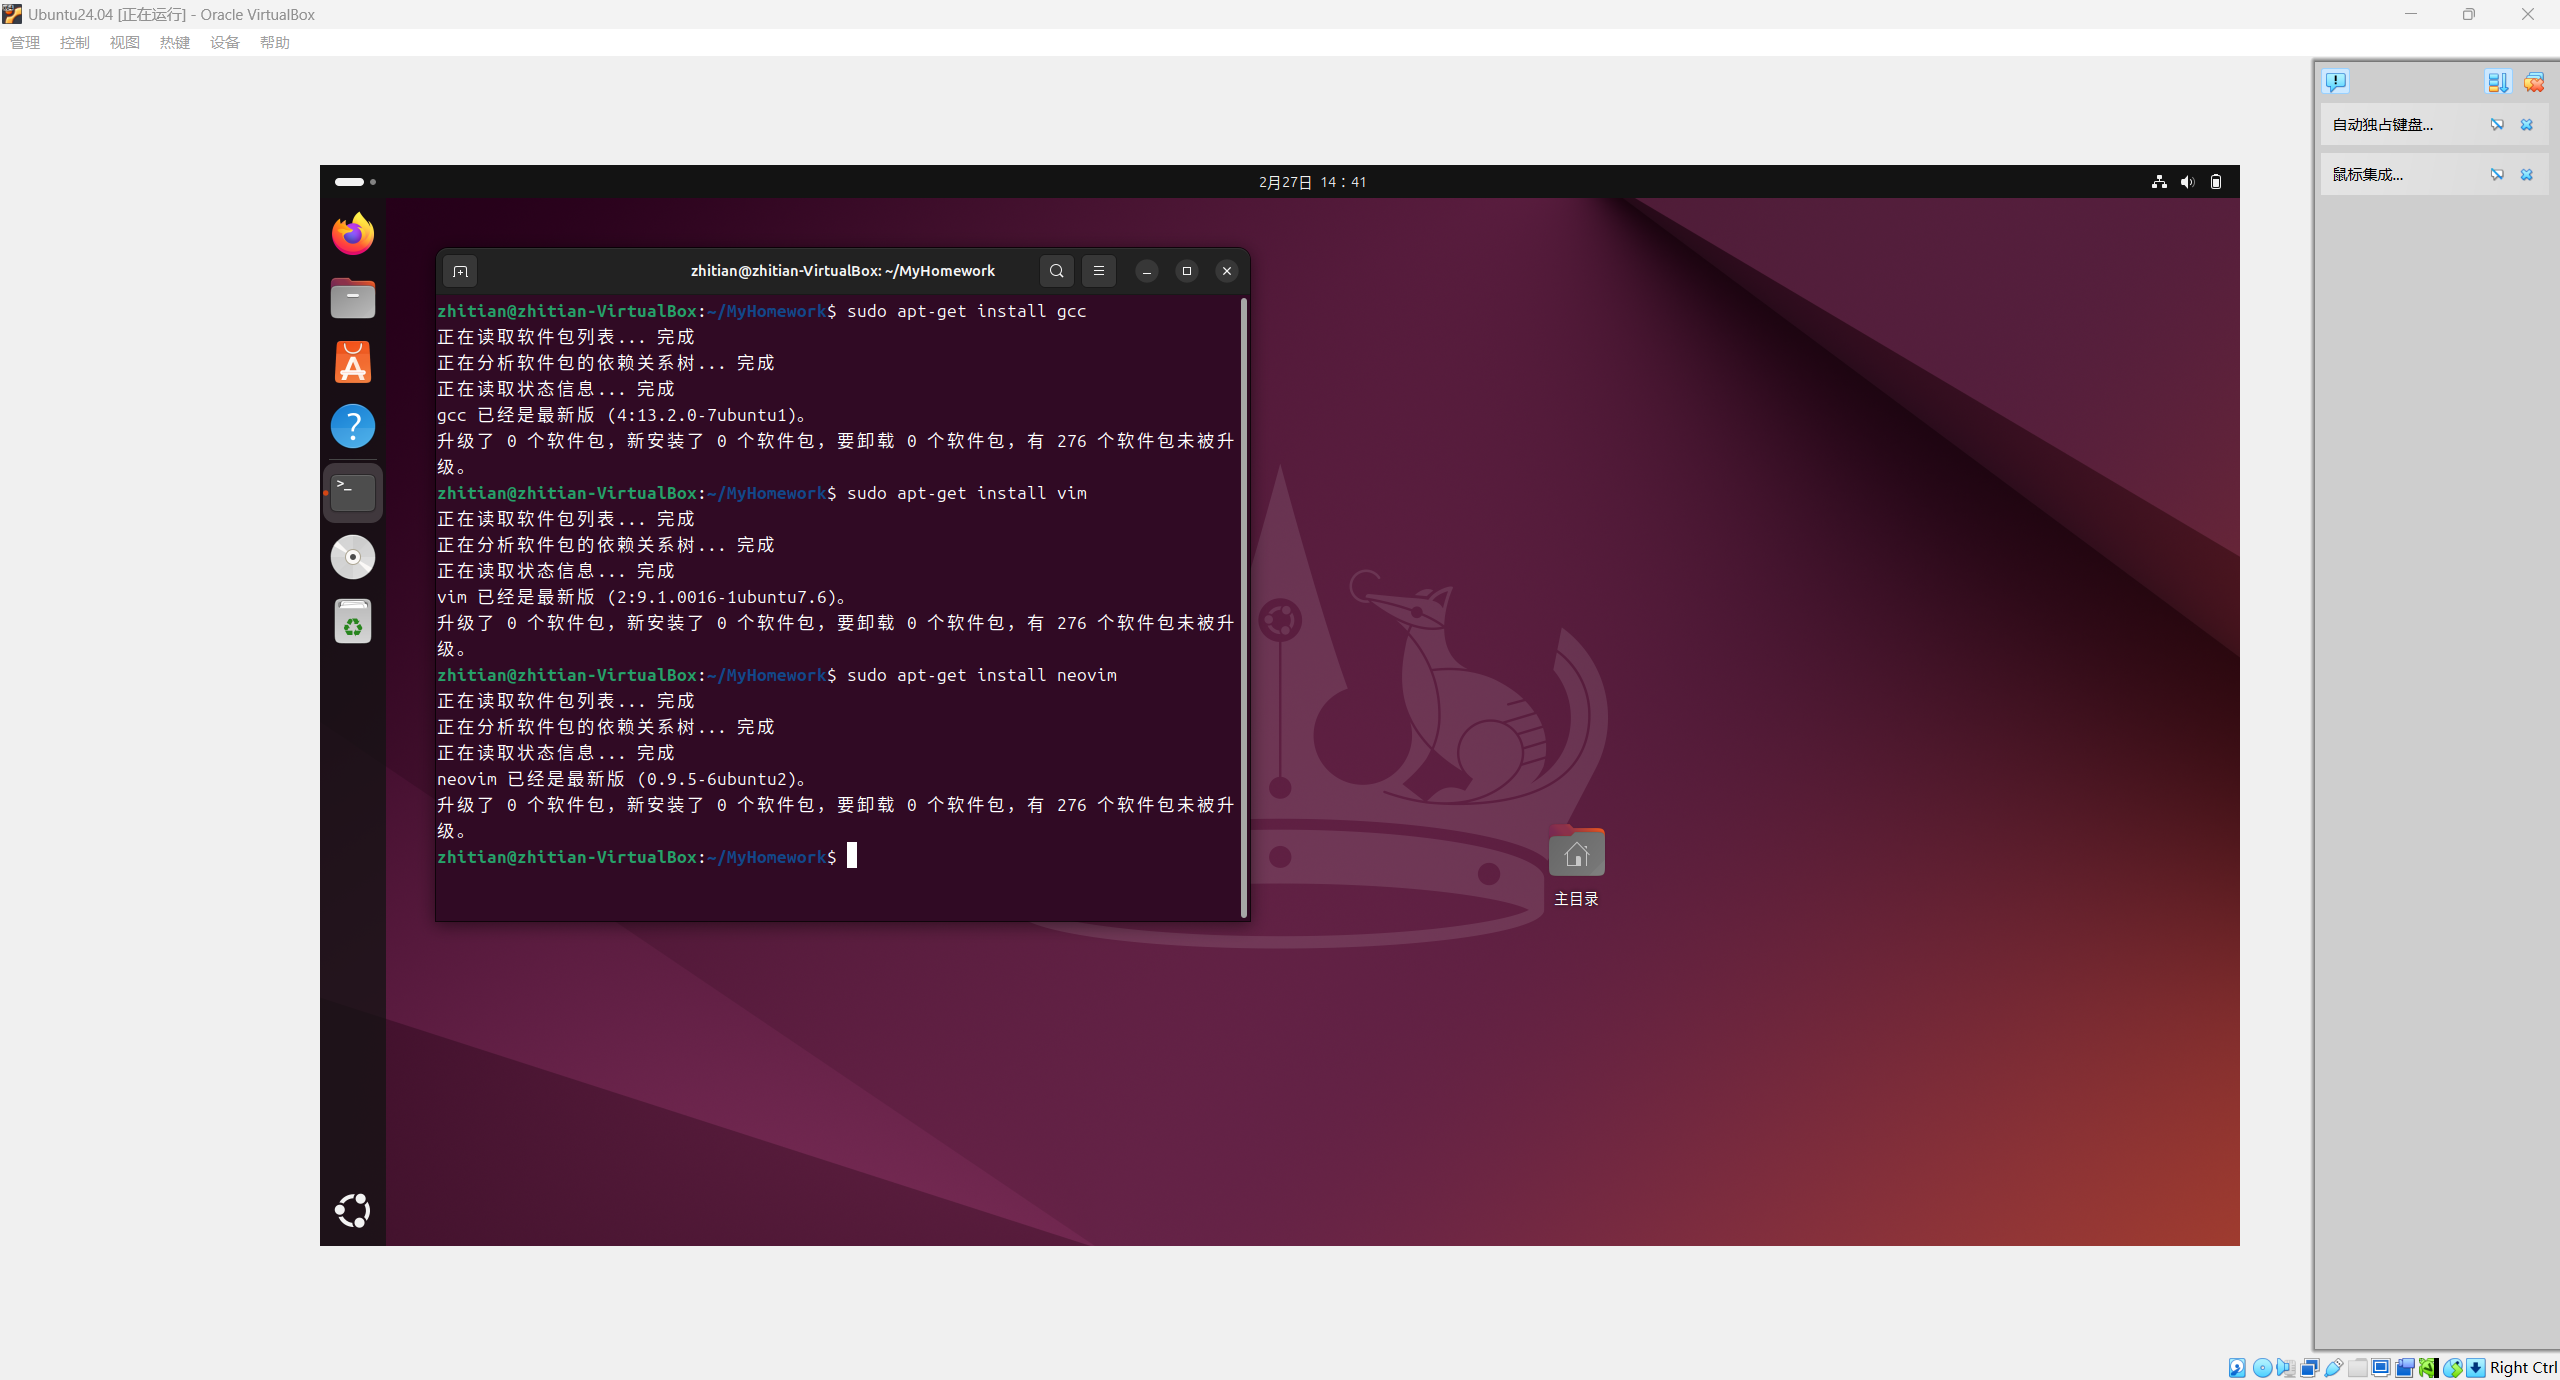 Ubuntu24.04 [正在运行] - Oracle VirtualBox
管理 控制 视图 热键 设备 帮助
自动独占键盘...
鼠标集成...
2月27日 14：41
zhitian@zhitian-VirtualBox: ~/MyHomework
zhitian@zhitian-VirtualBox:~/MyHomework$ sudo apt-get install gcc
正在读取软件包列表... 完成
正在分析软件包的依赖关系树... 完成
正在读取状态信息... 完成
gcc 已经是最新版 (4:13.2.0-7ubuntu1)。
升级了 0 个软件包，新安装了 0 个软件包，要卸载 0 个软件包，有 276 个软件包未被升
级。
zhitian@zhitian-VirtualBox:~/MyHomework$ sudo apt-get install vim
正在读取软件包列表... 完成
正在分析软件包的依赖关系树... 完成
正在读取状态信息... 完成
vim 已经是最新版 (2:9.1.0016-1ubuntu7.6)。
升级了 0 个软件包，新安装了 0 个软件包，要卸载 0 个软件包，有 276 个软件包未被升
级。
zhitian@zhitian-VirtualBox:~/MyHomework$ sudo apt-get install neovim
正在读取软件包列表... 完成
正在分析软件包的依赖关系树... 完成
正在读取状态信息... 完成
neovim 已经是最新版 (0.9.5-6ubuntu2)。
升级了 0 个软件包，新安装了 0 个软件包，要卸载 0 个软件包，有 276 个软件包未被升
级。
zhitian@zhitian-VirtualBox:~/MyHomework$
主目录
Right Ctrl